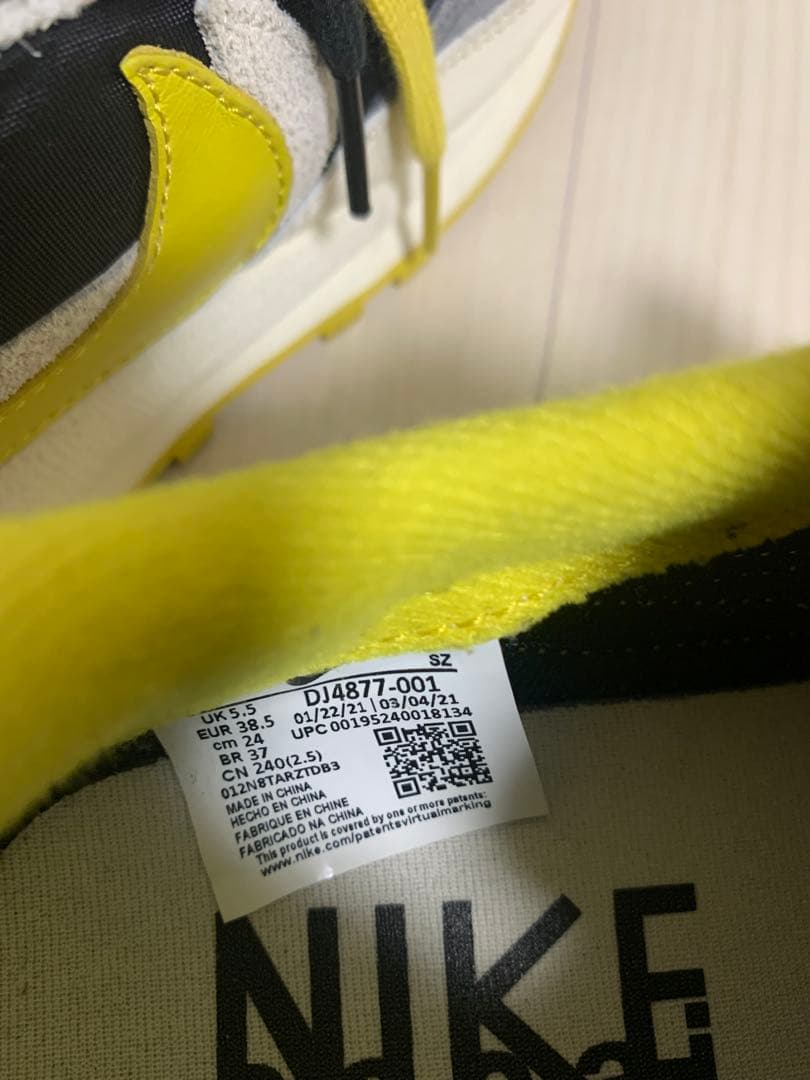 SZ
UK 5.5
DJ4877-001
EUR 38.5
01/22/21 | 03/04/21
cm 24
UPC 00195240018134
BR 37
CN 240(2.5)
012N8TARZTDB3
MADE IN CHINA
HECHO EN CHINA
FABRIQUE EN CHINE
FABRICADO NA CHINA
This product is covered by one or more patents:
www.nike.com/patentsvirtualmarking
NIKE